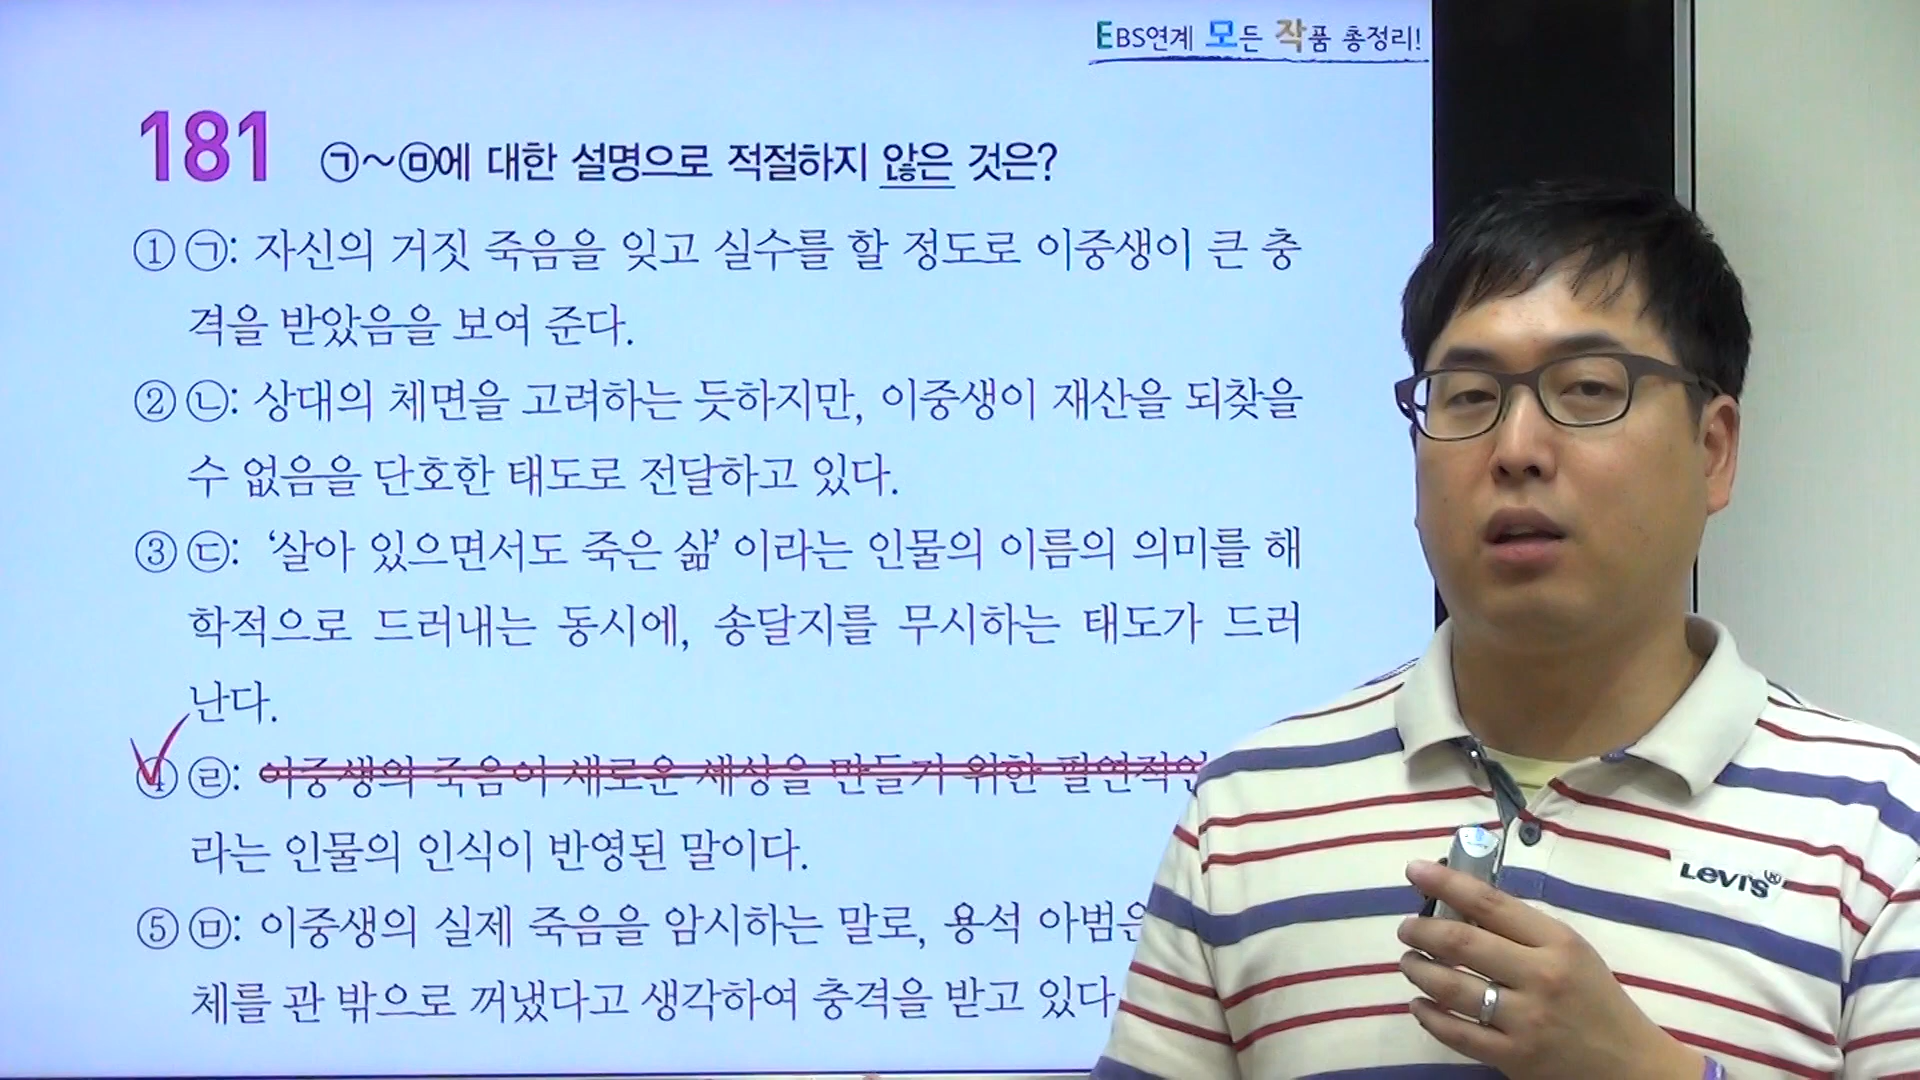 EBS연계 모든 작품 총정리!
181 ㉠~㉤에 대한 설명으로 적절하지 않은 것은?
① ㉠: 자신의 거짓 죽음을 잊고 실수를 할 정도로 이중생이 큰 충
격을 받았음을 보여 준다.
② ㉡: 상대의 체면을 고려하는 듯하지만, 이중생이 재산을 되찾을
수 없음을 단호한 태도로 전달하고 있다.
③ ㉢: ‘살아 있으면서도 죽은 삶’ 이라는 인물의 이름의 의미를 해
학적으로 드러내는 동시에, 송달지를 무시하는 태도가 드러
난다.
④ ㉣: 이중생의 죽음이 새로운 세상을 만들기 위한 필연적인
라는 인물의 인식이 반영된 말이다.
⑤ ㉤: 이중생의 실제 죽음을 암시하는 말로, 용석 아범은
체를 관 밖으로 꺼냈다고 생각하여 충격을 받고 있다
LEVI'S